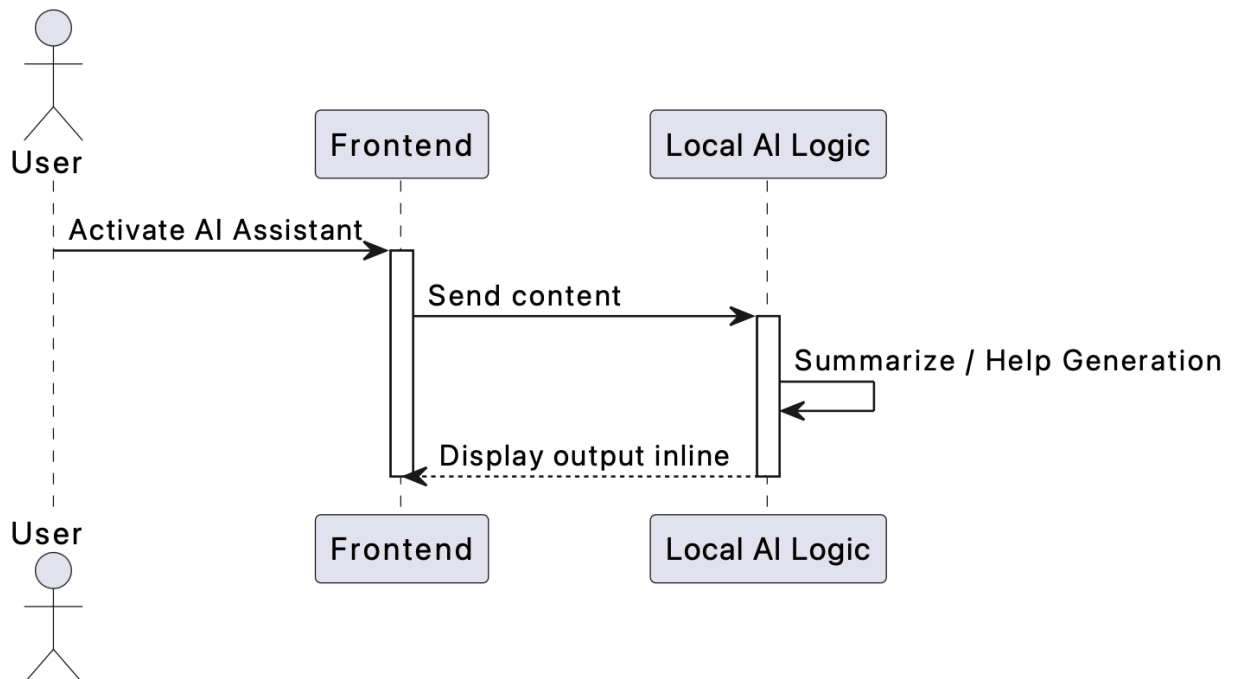 User
Frontend
Local AI Logic
Activate AI Assistant
Send content
Summarize / Help Generation
Display output inline
User
Frontend
Local AI Logic